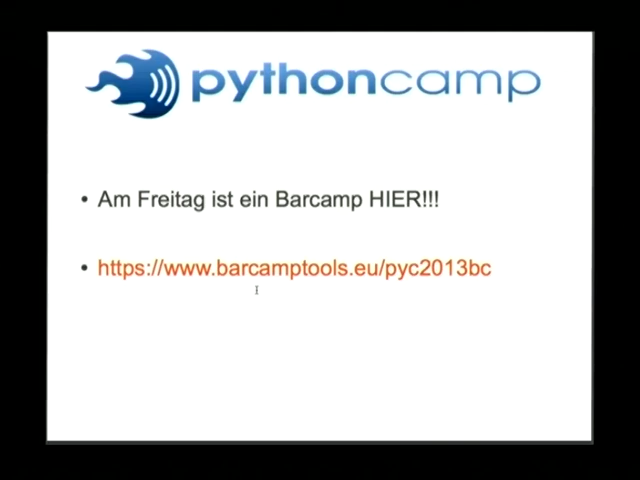 pythoncamp
• Am Freitag ist ein Barcamp HIER!!!
• https://www.barcamptools.eu/pyc2013bc